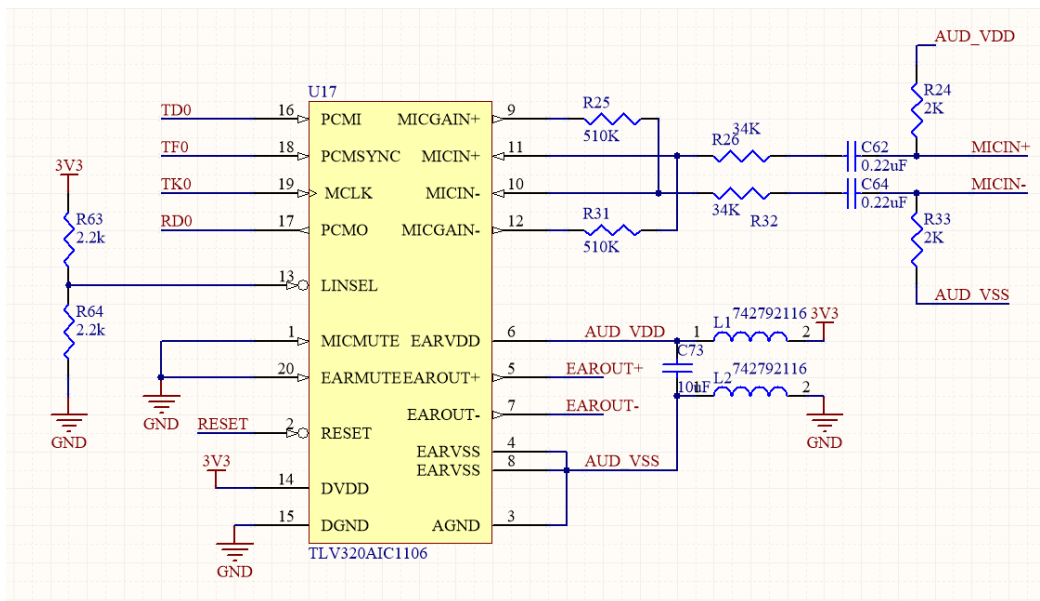 AUD_VDD
U17
R24
2K
TD0
16
PCMI
MICGAIN+
9
R25
510K
34K
R26
C62
0.22uF
MICIN+
TF0
18
PCMSYNC
MICIN+
11
3V3
TK0
19
MCLK
MICIN-
10
34K
R32
C64
0.22uF
MICIN-
R63
2.2k
RD0
17
PCMO
MICGAIN-
12
R31
510K
R33
2K
13
LINSEL
AUD_VSS
R64
2.2k
1
MICMUTE
EARVDD
6
AUD_VDD
1
L1
742792116
2
3V3
C73
10uF
20
EARMUTE
EAROUT+
5
EAROUT+
1
L2
742792116
2
GND
GND
GND
EAROUT-
7
EAROUT-
RESET
2
RESET
EARVSS
4
EARVSS
8
AUD_VSS
3V3
14
DVDD
15
DGND
AGND
3
TLV320AIC1106
GND